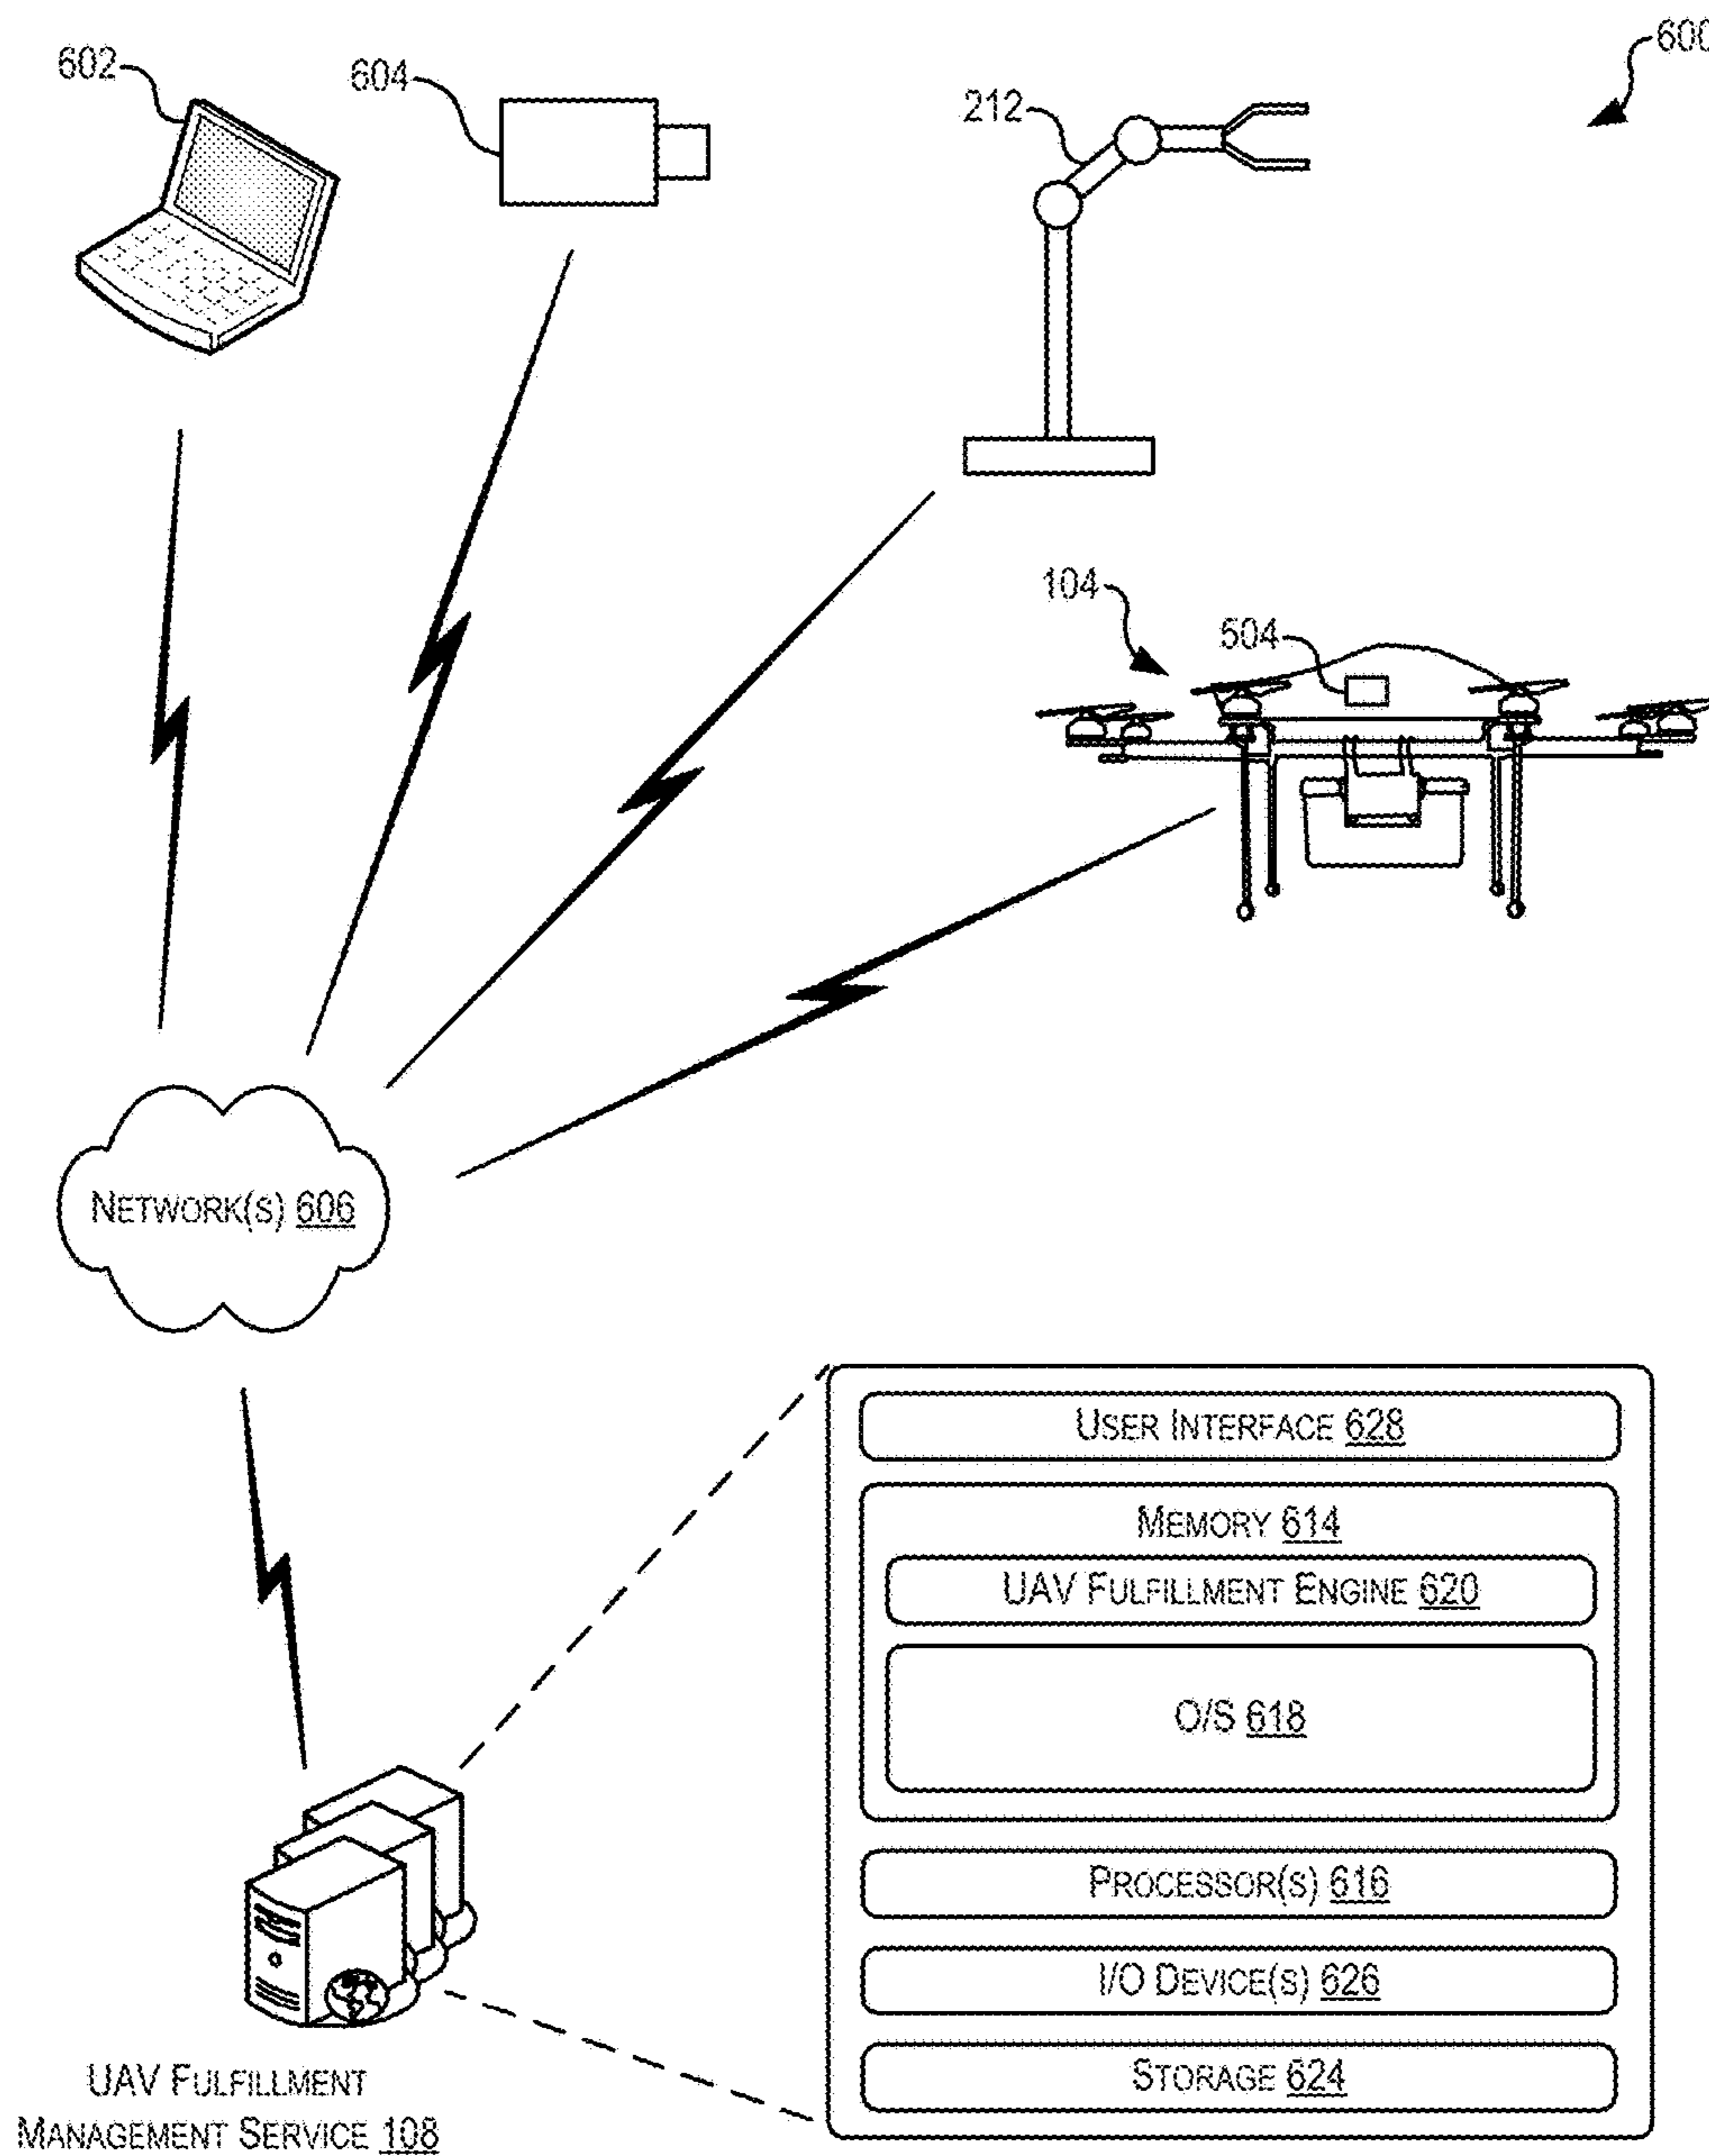 600
602
604
212
104
504
NETWORK(S) 606
USER INTERFACE 628
MEMORY 614
UAV FULFILLMENT ENGINE 620
O/S 618
PROCESSOR(S) 616
I/O DEVICE(S) 626
STORAGE 624
UAV FULFILLMENT
MANAGEMENT SERVICE 108